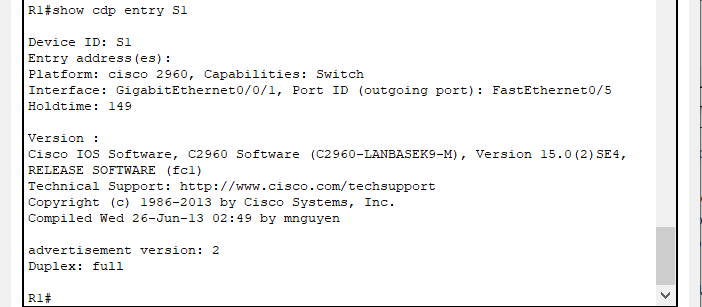 R1#show cdp entry S1
Device ID: S1
Entry address(es):
Platform: cisco 2960, Capabilities: Switch
Interface: GigabitEthernet0/0/1, Port ID (outgoing port): FastEthernet0/5
Holdtime: 149
Version :
Cisco IOS Software, C2960 Software (C2960-LANBASEK9-M), Version 15.0(2)SE4,
RELEASE SOFTWARE (fc1)
Technical Support: http://www.cisco.com/techsupport
Copyright (c) 1986-2013 by Cisco Systems, Inc.
Compiled Wed 26-Jun-13 02:49 by mnguyen
advertisement version: 2
Duplex: full
R1#